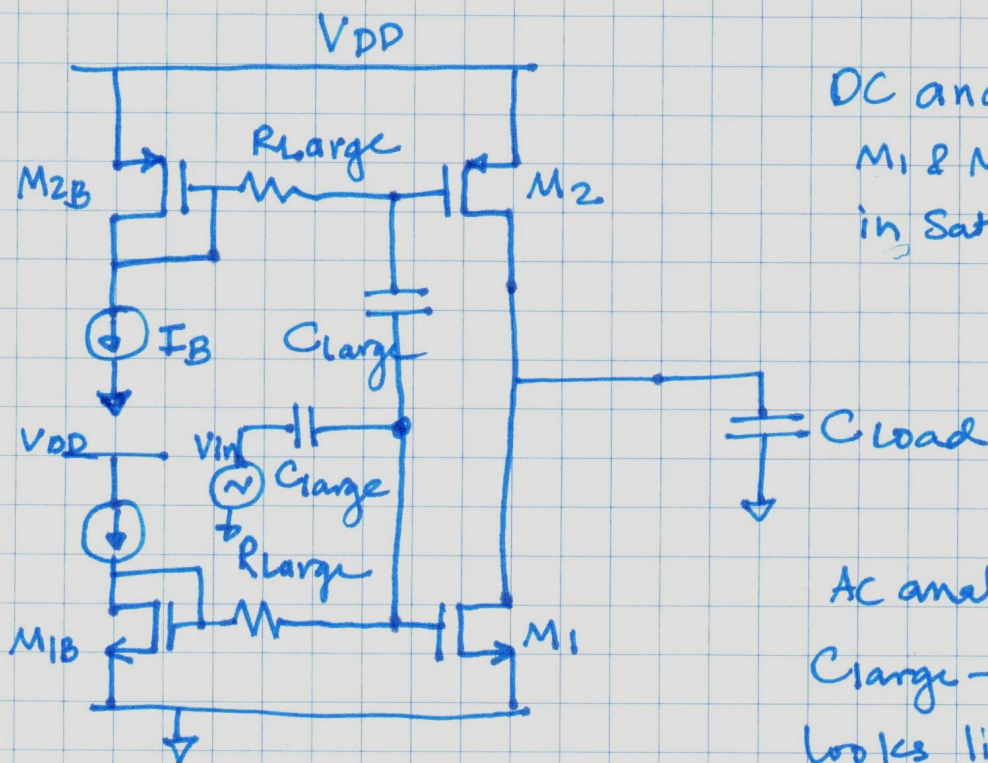 VDD
DC ana
M2B
RLarge
M2
M1 & M
in Sat
IB
CLarge
VDD
Vin
Clarge
CLOAD
RLarge
M1B
M1
AC anal
Clarge -
looks li